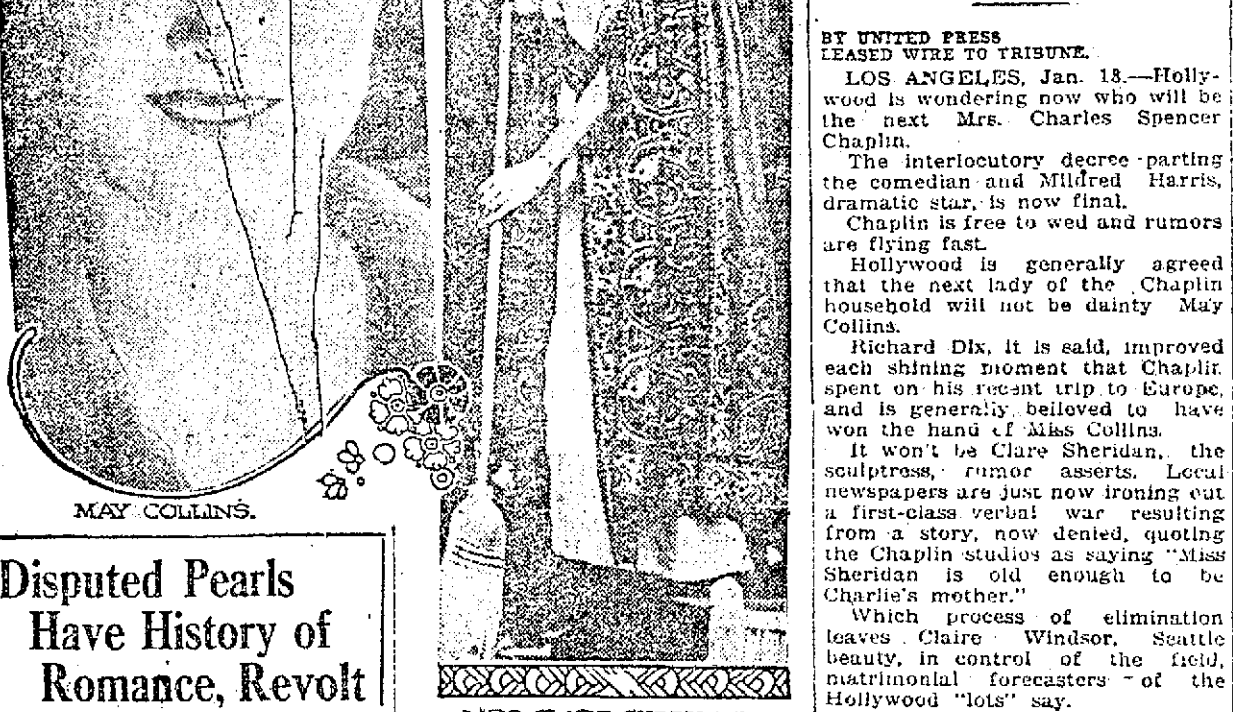 MAY COLLINS.
Disputed Pearls
Have History of
Romance, Revolt
BY UNITED PRESS
LEASED WIRE TO TRIBUNE.
LOS ANGELES, Jan. 18.—Holly-
wood is wondering now who will be
the next Mrs. Charles Spencer
Chaplin.
The interlocutory decree parting
the comedian and Mildred Harris,
dramatic star, is now final.
Chaplin is free to wed and rumors
are flying fast.
Hollywood is generally agreed
that the next lady of the Chaplin
household will not be dainty May
Collins.
Richard Dix, it is said, improved
each shining moment that Chaplin
spent on his recent trip to Europe,
and is generally believed to have
won the hand of Miss Collins.
It won't be Clare Sheridan, the
sculptress, rumor asserts. Local
newspapers are just now ironing out
a first-class verbal war resulting
from a story, now denied, quoting
the Chaplin studios as saying "Miss
Sheridan is old enough to be
Charlie's mother."
Which process of elimination
leaves Claire Windsor, Seattle
beauty, in control of the field,
matrimonial forecasters of the
Hollywood "lots" say.